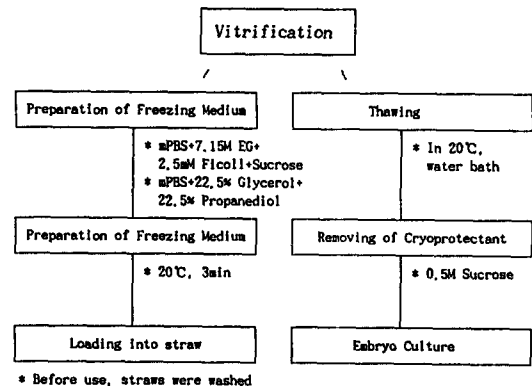 Vitrification
Preparation of Freezing Medium
* mPBS+7.15M EG+
2.5mM Ficoll+Sucrose
* mPBS+22.5% Glycerol+
22.5% Propanediol
Preparation of Freezing Medium
* 20℃, 3min
Loading into straw
* Before use, straws were washed
Thawing
* In 20℃,
water bath
Removing of Cryoprotectant
* 0.5M Sucrose
Embryo Culture